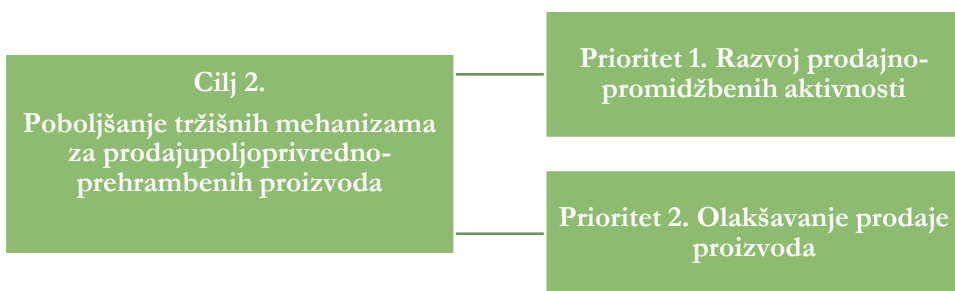 Cilj 2.
Poboljšanje tržišnih mehanizama
za prodajupoljoprivredno-
prehrambenih proizvoda
Prioritet 1. Razvoj prodajno-
promidžbenih aktivnosti
Prioritet 2. Olakšavanje prodaje
proizvoda